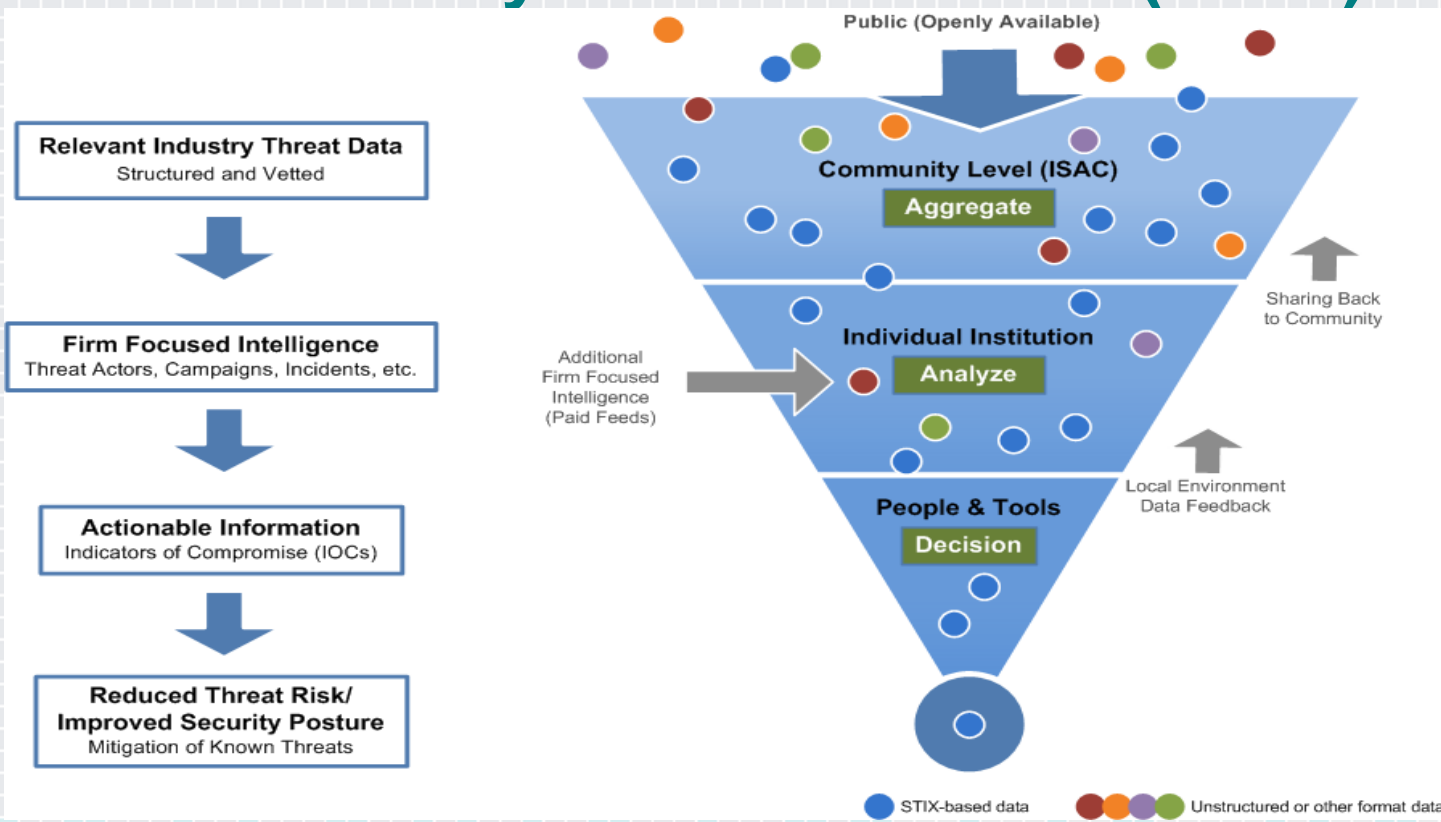 Public (Openly Available)
Relevant Industry Threat Data
Structured and Vetted
Firm Focused Intelligence
Threat Actors, Campaigns, Incidents, etc.
Actionable Information
Indicators of Compromise (IOCs)
Reduced Threat Risk/
Improved Security Posture
Mitigation of Known Threats
Community Level (ISAC)
Aggregate
Sharing Back
to Community
Individual Institution
Analyze
Additional
Firm Focused
Intelligence
(Paid Feeds)
Local Environment
Data Feedback
People & Tools
Decision
STIX-based data
Unstructured or other format data